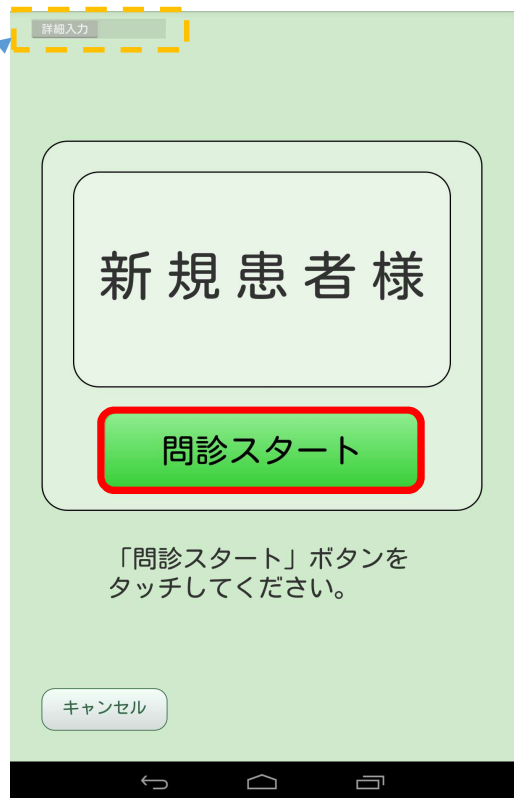 詳細入力
新規患者様
問診スタート
「問診スタート」ボタンを
タッチしてください。
キャンセル